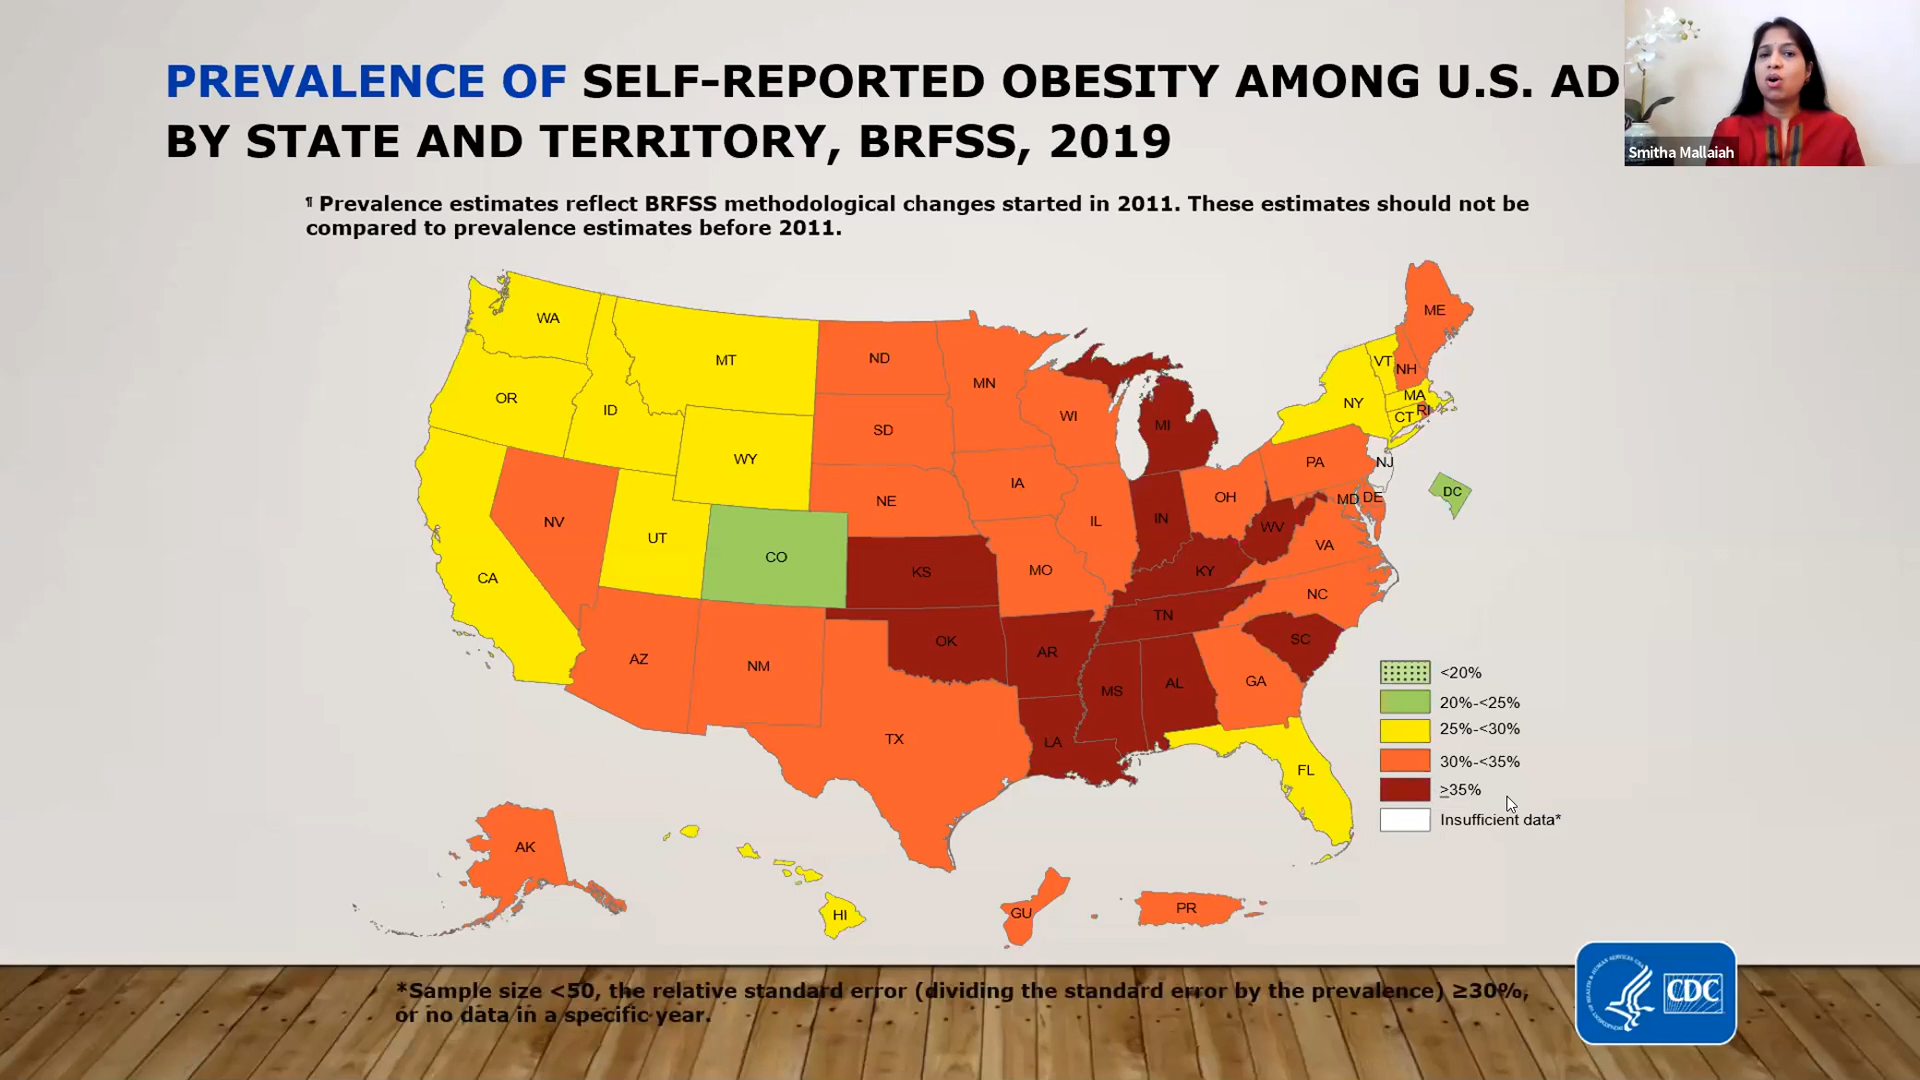 PREVALENCE OF SELF-REPORTED OBESITY AMONG U.S. AD
BY STATE AND TERRITORY, BRFSS, 2019
Smitha Mallaiah
¶ Prevalence estimates reflect BRFSS methodological changes started in 2011. These estimates should not be
compared to prevalence estimates before 2011.
WA
MT
ND
MN
ME
VT
NH
OR
ID
SD
WI
MI
NY
MA
CT
RI
WY
NE
IA
PA
NJ
NV
UT
CO
IL
IN
OH
WV
MD
DE
DC
VA
CA
KS
MO
KY
NC
AZ
NM
OK
AR
TN
SC
MS
AL
GA
TX
LA
FL
AK
HI
GU
PR
<20%
20%-<25%
25%-<30%
30%-<35%
≥35%
Insufficient data*
*Sample size <50, the relative standard error (dividing the standard error by the prevalence) ≥30%,
or no data in a specific year.
CDC